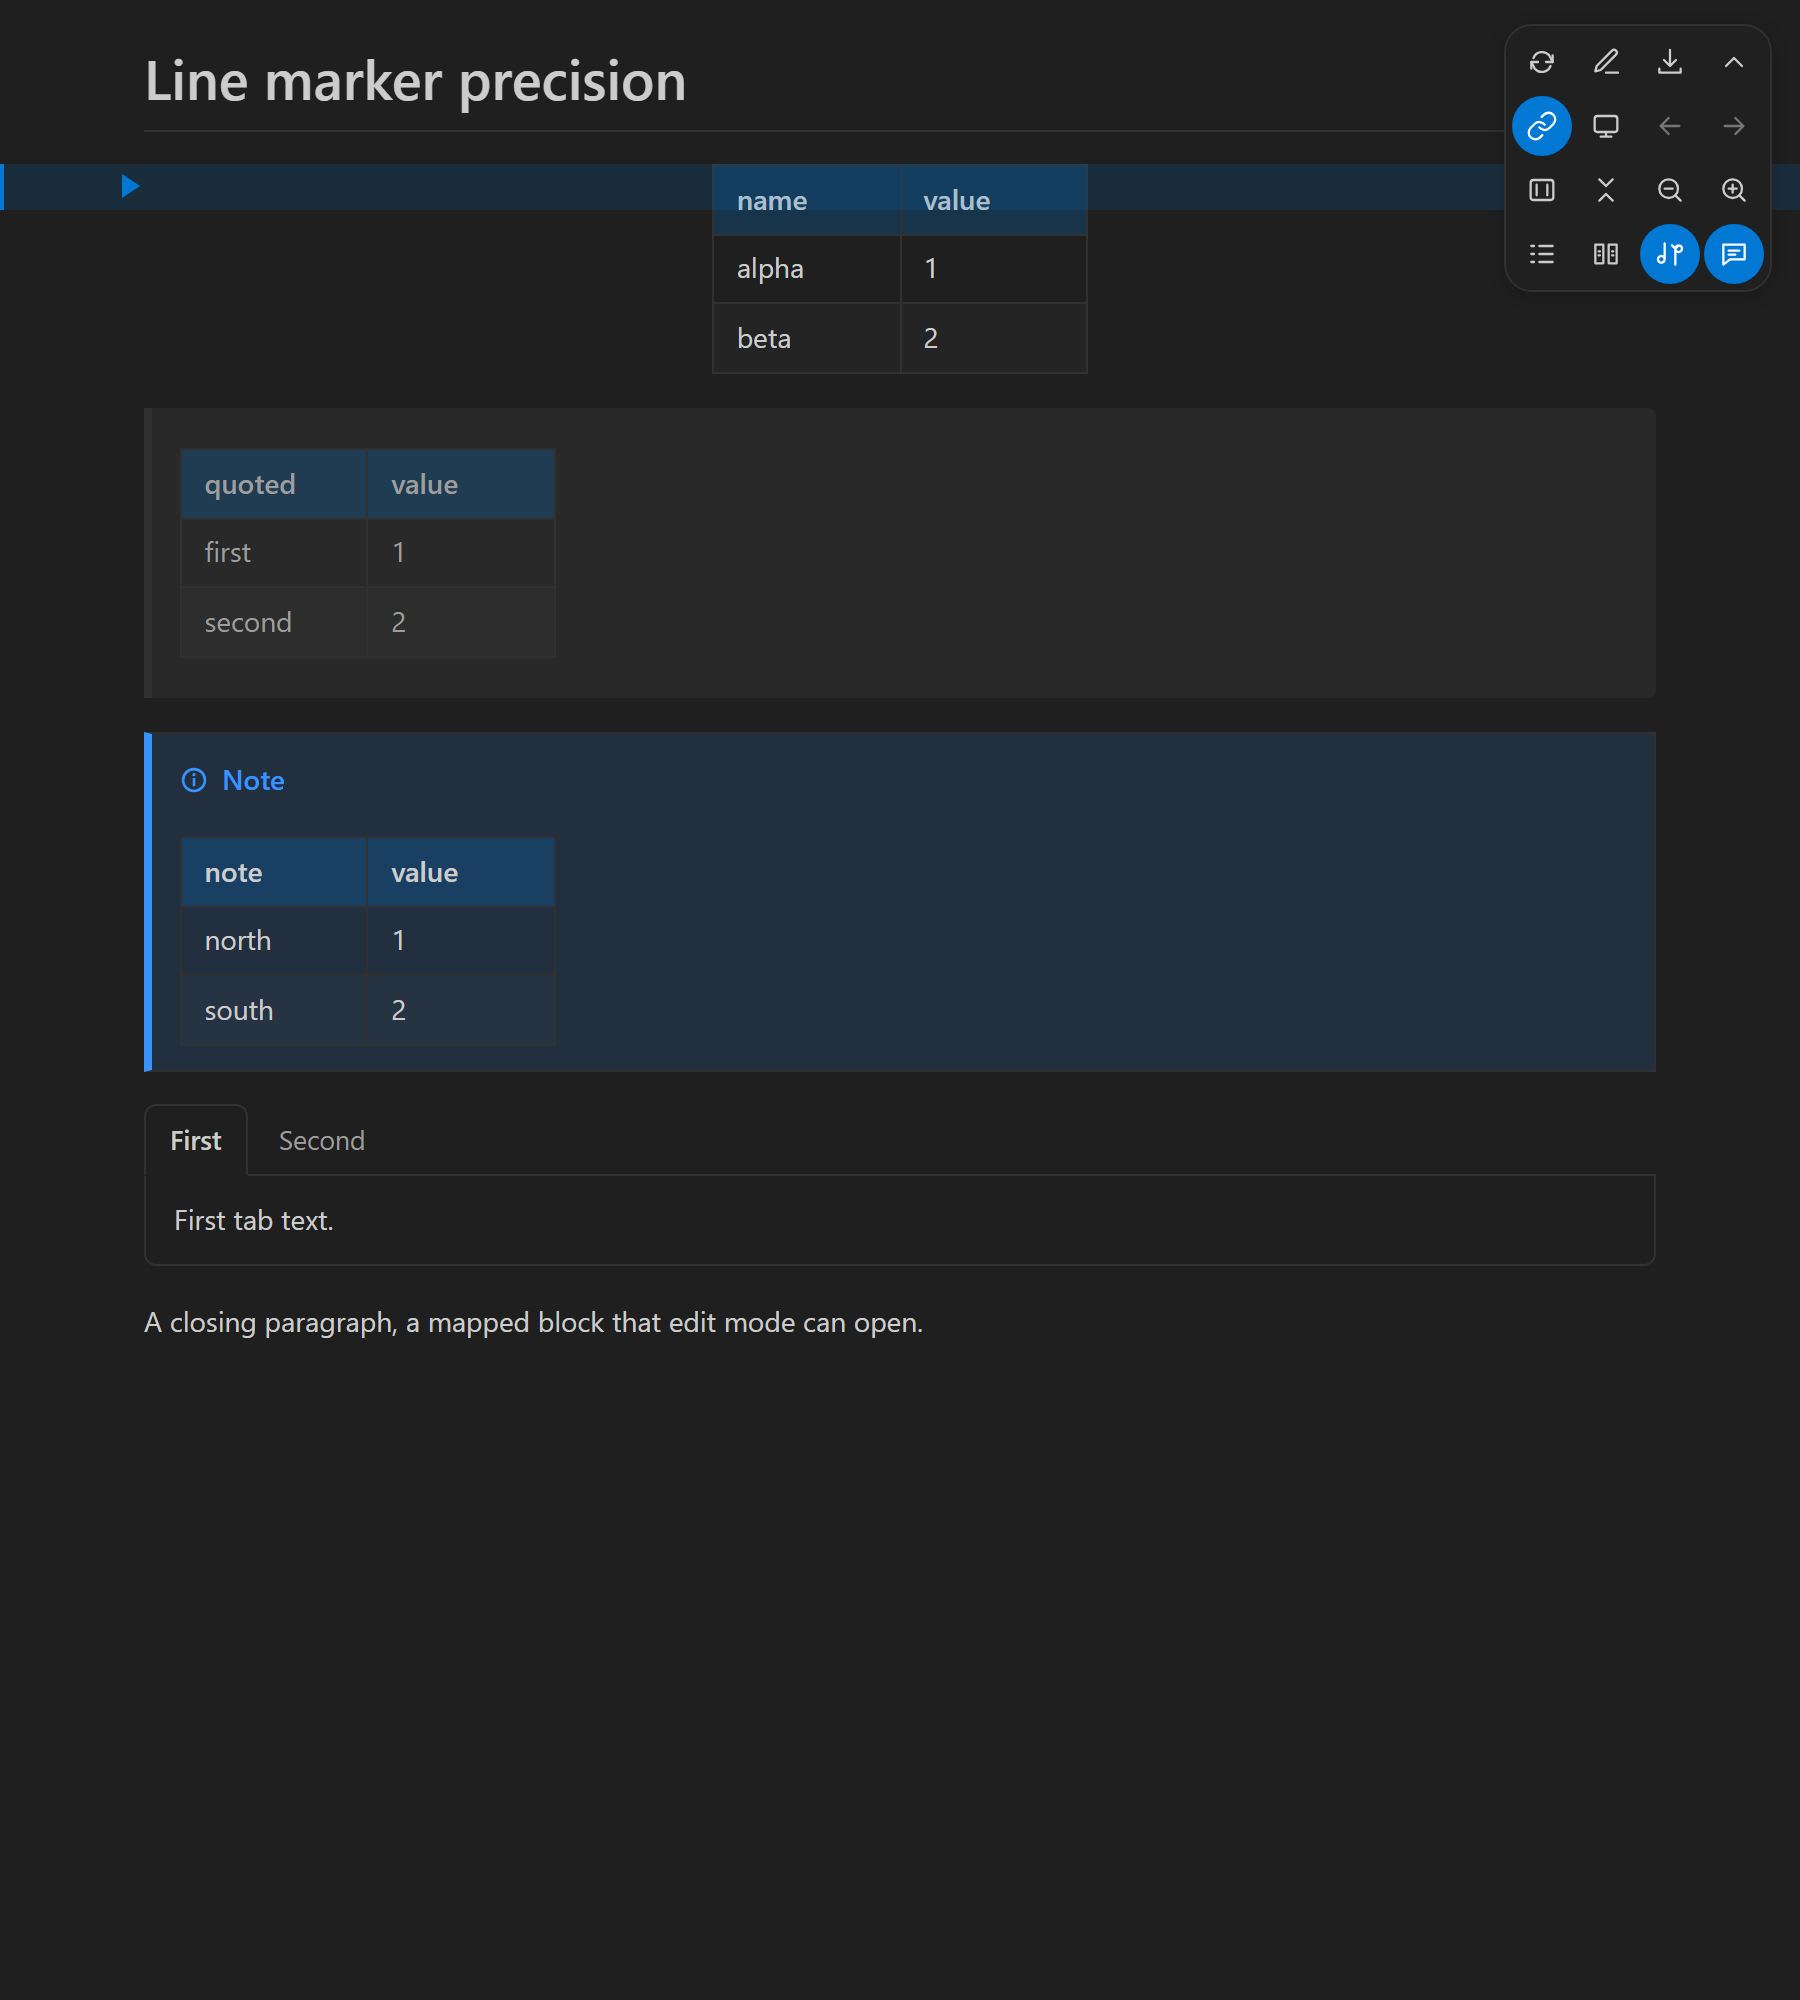 Line marker precision
name value
alpha 1
beta 2
quoted value
first 1
second 2
Note
note value
north 1
south 2
First Second
First tab text.
A closing paragraph, a mapped block that edit mode can open.